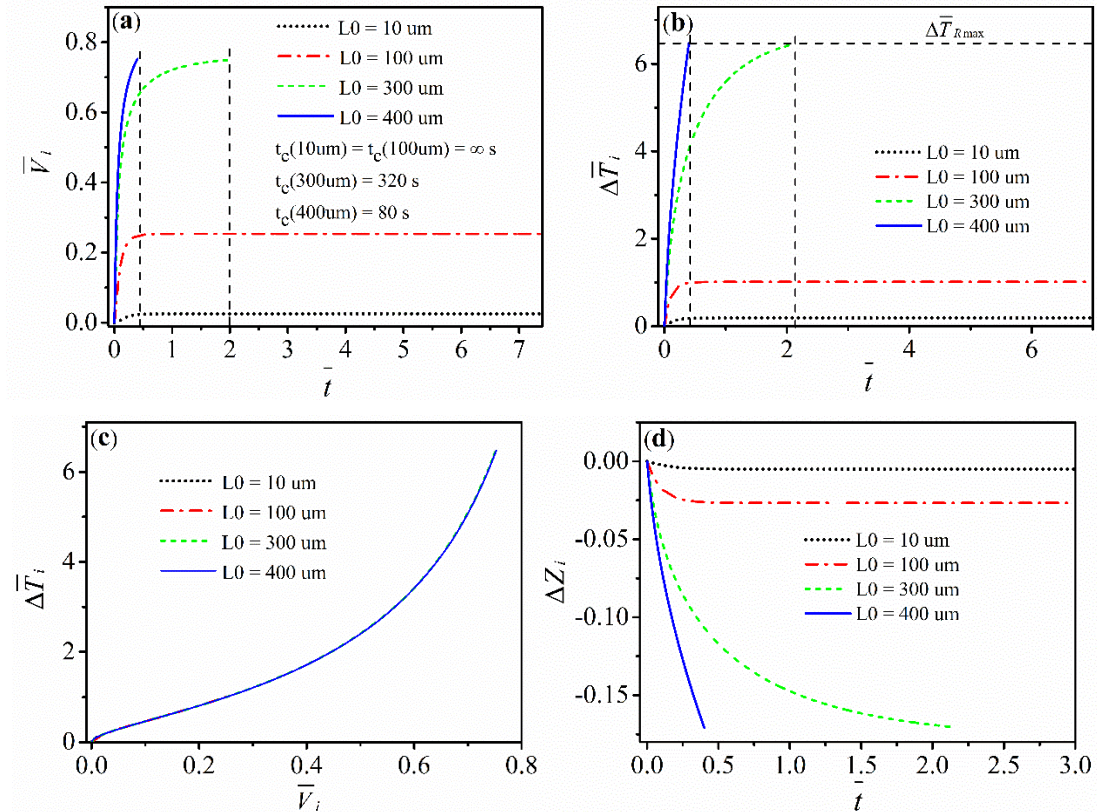 (a)
L0 = 10 um
L0 = 100 um
L0 = 300 um
L0 = 400 um
t_c(10um) = t_c(100um) = ∞ s
t_c(300um) = 320 s
t_c(400um) = 80 s
0.8
0.6
0.4
0.2
0.0
V̅_i
0 1 2 3 4 5 6 7
t̅
(b)
ΔT̅_Rmax
L0 = 10 um
L0 = 100 um
L0 = 300 um
L0 = 400 um
6
4
2
0
ΔT̅_i
0 2 4 6
t̅
(c)
L0 = 10 um
L0 = 100 um
L0 = 300 um
L0 = 400 um
6
4
2
0
ΔT̅_i
0.0 0.2 0.4 0.6 0.8
V̅_i
(d)
L0 = 10 um
L0 = 100 um
L0 = 300 um
L0 = 400 um
0.00
-0.05
-0.10
-0.15
ΔZ_i
0.0 0.5 1.0 1.5 2.0 2.5 3.0
t̅